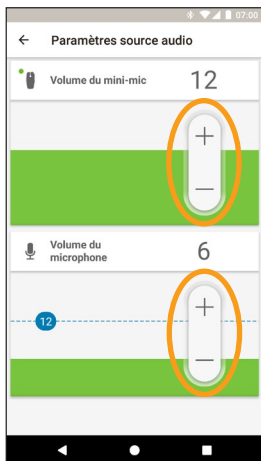 07:00
Paramètres source audio
Volume du mini-mic
12
+
−
Volume du
microphone
6
+
12
−